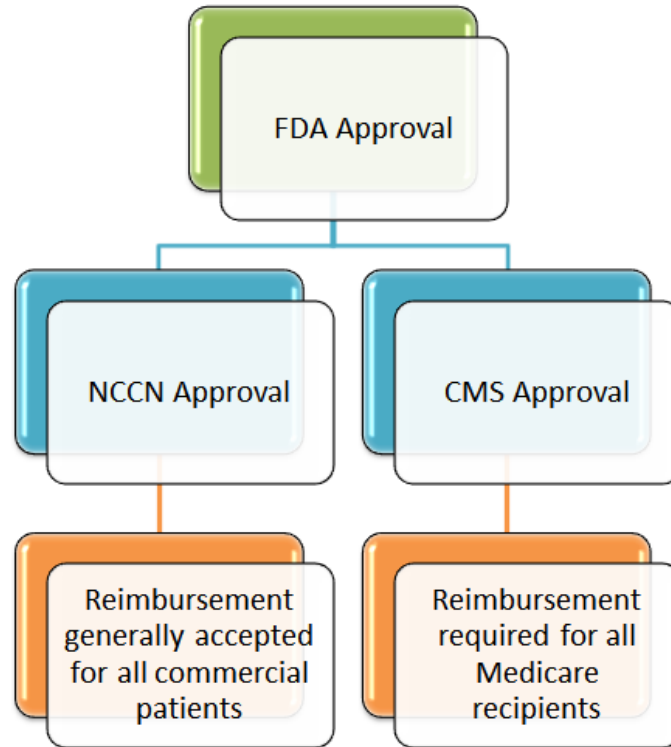 FDA Approval
NCCN Approval
CMS Approval
Reimbursement
generally accepted
for all commercial
patients
Reimbursement
required for all
Medicare
recipients